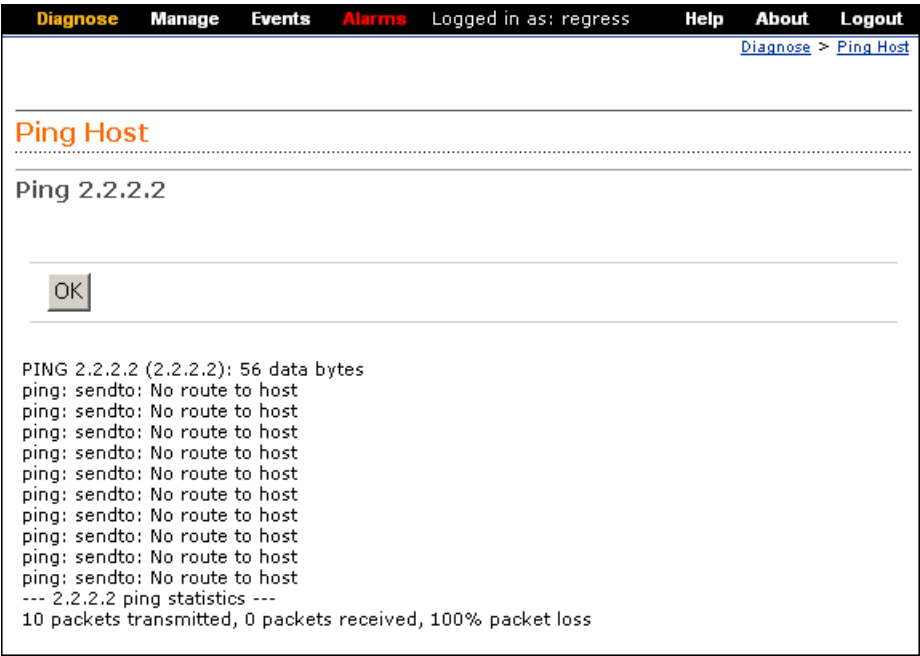 Diagnose Manage Events Alarms Logged in as: regress Help About Logout
Diagnose > Ping Host
Ping Host
Ping 2.2.2.2
OK
PING 2.2.2.2 (2.2.2.2): 56 data bytes
ping: sendto: No route to host
ping: sendto: No route to host
ping: sendto: No route to host
ping: sendto: No route to host
ping: sendto: No route to host
ping: sendto: No route to host
ping: sendto: No route to host
ping: sendto: No route to host
ping: sendto: No route to host
ping: sendto: No route to host
--- 2.2.2.2 ping statistics ---
10 packets transmitted, 0 packets received, 100% packet loss